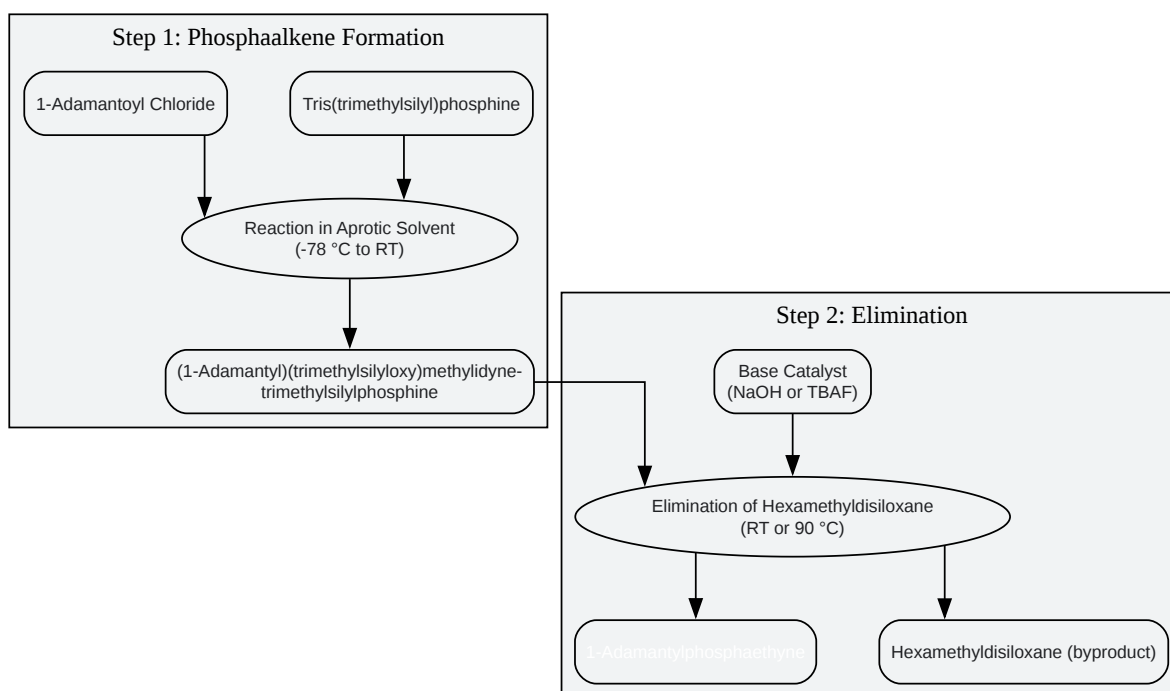 Step 1: Phosphaalkene Formation
1-Adamantoyl Chloride
Tris(trimethylsilyl)phosphine
Reaction in Aprotic Solvent
(-78 °C to RT)
(1-Adamantyl)(trimethylsilyloxy)methylidyne-
trimethylsilylphosphine
Step 2: Elimination
Base Catalyst
(NaOH or TBAF)
Elimination of Hexamethyldisiloxane
(RT or 90 °C)
1-Adamantylphosphaethyne
Hexamethyldisiloxane (byproduct)